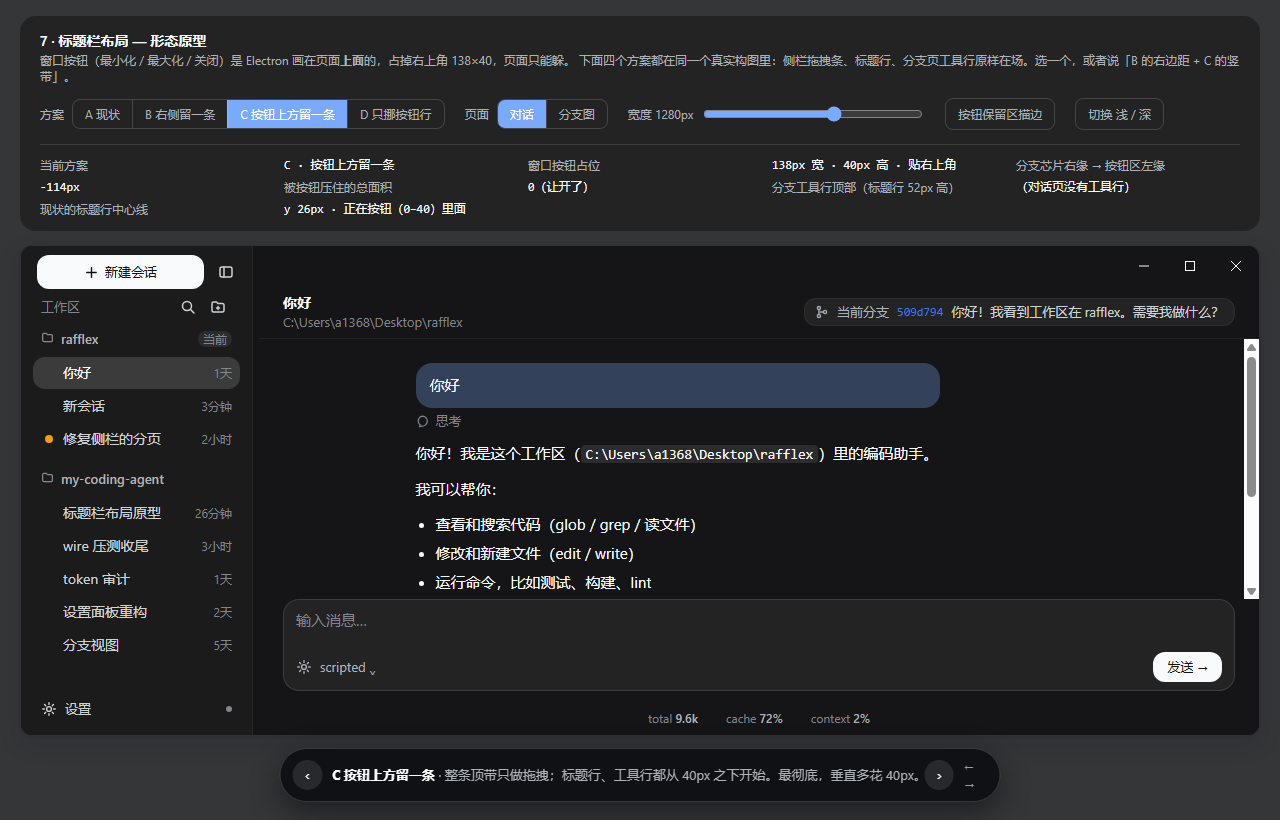 7 · 标题栏布局 — 形态原型
窗口按钮（最小化 / 最大化 / 关闭）是 Electron 画在页面上面的，占掉右上角 138×40，页面只能躲。 下面四个方案都在同一个真实构图里：侧栏拖拽条、标题行、分支页工具行原样在场。选一个，或者说「B 的右边距 + C 的竖
带」。
方案 A 现状 B 右侧留一条 C 按钮上方留一条 D 只挪按钮行 页面 对话 分支图 宽度 1280px 按钮保留区描边 切换 浅 / 深
当前方案 C · 按钮上方留一条 窗口按钮占位 138px 宽 · 40px 高 · 贴右上角 分支芯片右缘 → 按钮区左缘
-114px 被按钮压住的总面积 0（让开了） 分支工具行顶部（标题行 52px 高） （对话页没有工具行）
现状的标题行中心线 y 26px · 正在按钮（0–40）里面
+ 新建会话
工作区
rafflex 当前
你好 1天
新会话 3分钟
修复侧栏的分页 2小时
my-coding-agent
标题栏布局原型 26分钟
wire 压测收尾 3小时
token 审计 1天
设置面板重构 2天
分支视图 5天
设置
你好
C:\Users\a1368\Desktop\rafflex
当前分支 509d794 你好！我看到工作区在 rafflex。需要我做什么？
你好
思考
你好！我是这个工作区（C:\Users\a1368\Desktop\rafflex）里的编码助手。
我可以帮你：
• 查看和搜索代码（glob / grep / 读文件）
• 修改和新建文件（edit / write）
• 运行命令，比如测试、构建、lint
输入消息...
scripted
发送 →
total 9.6k cache 72% context 2%
‹ C 按钮上方留一条 · 整条顶带只做拖拽；标题行、工具行都从 40px 之下开始。最彻底，垂直多花 40px。 › ←
→